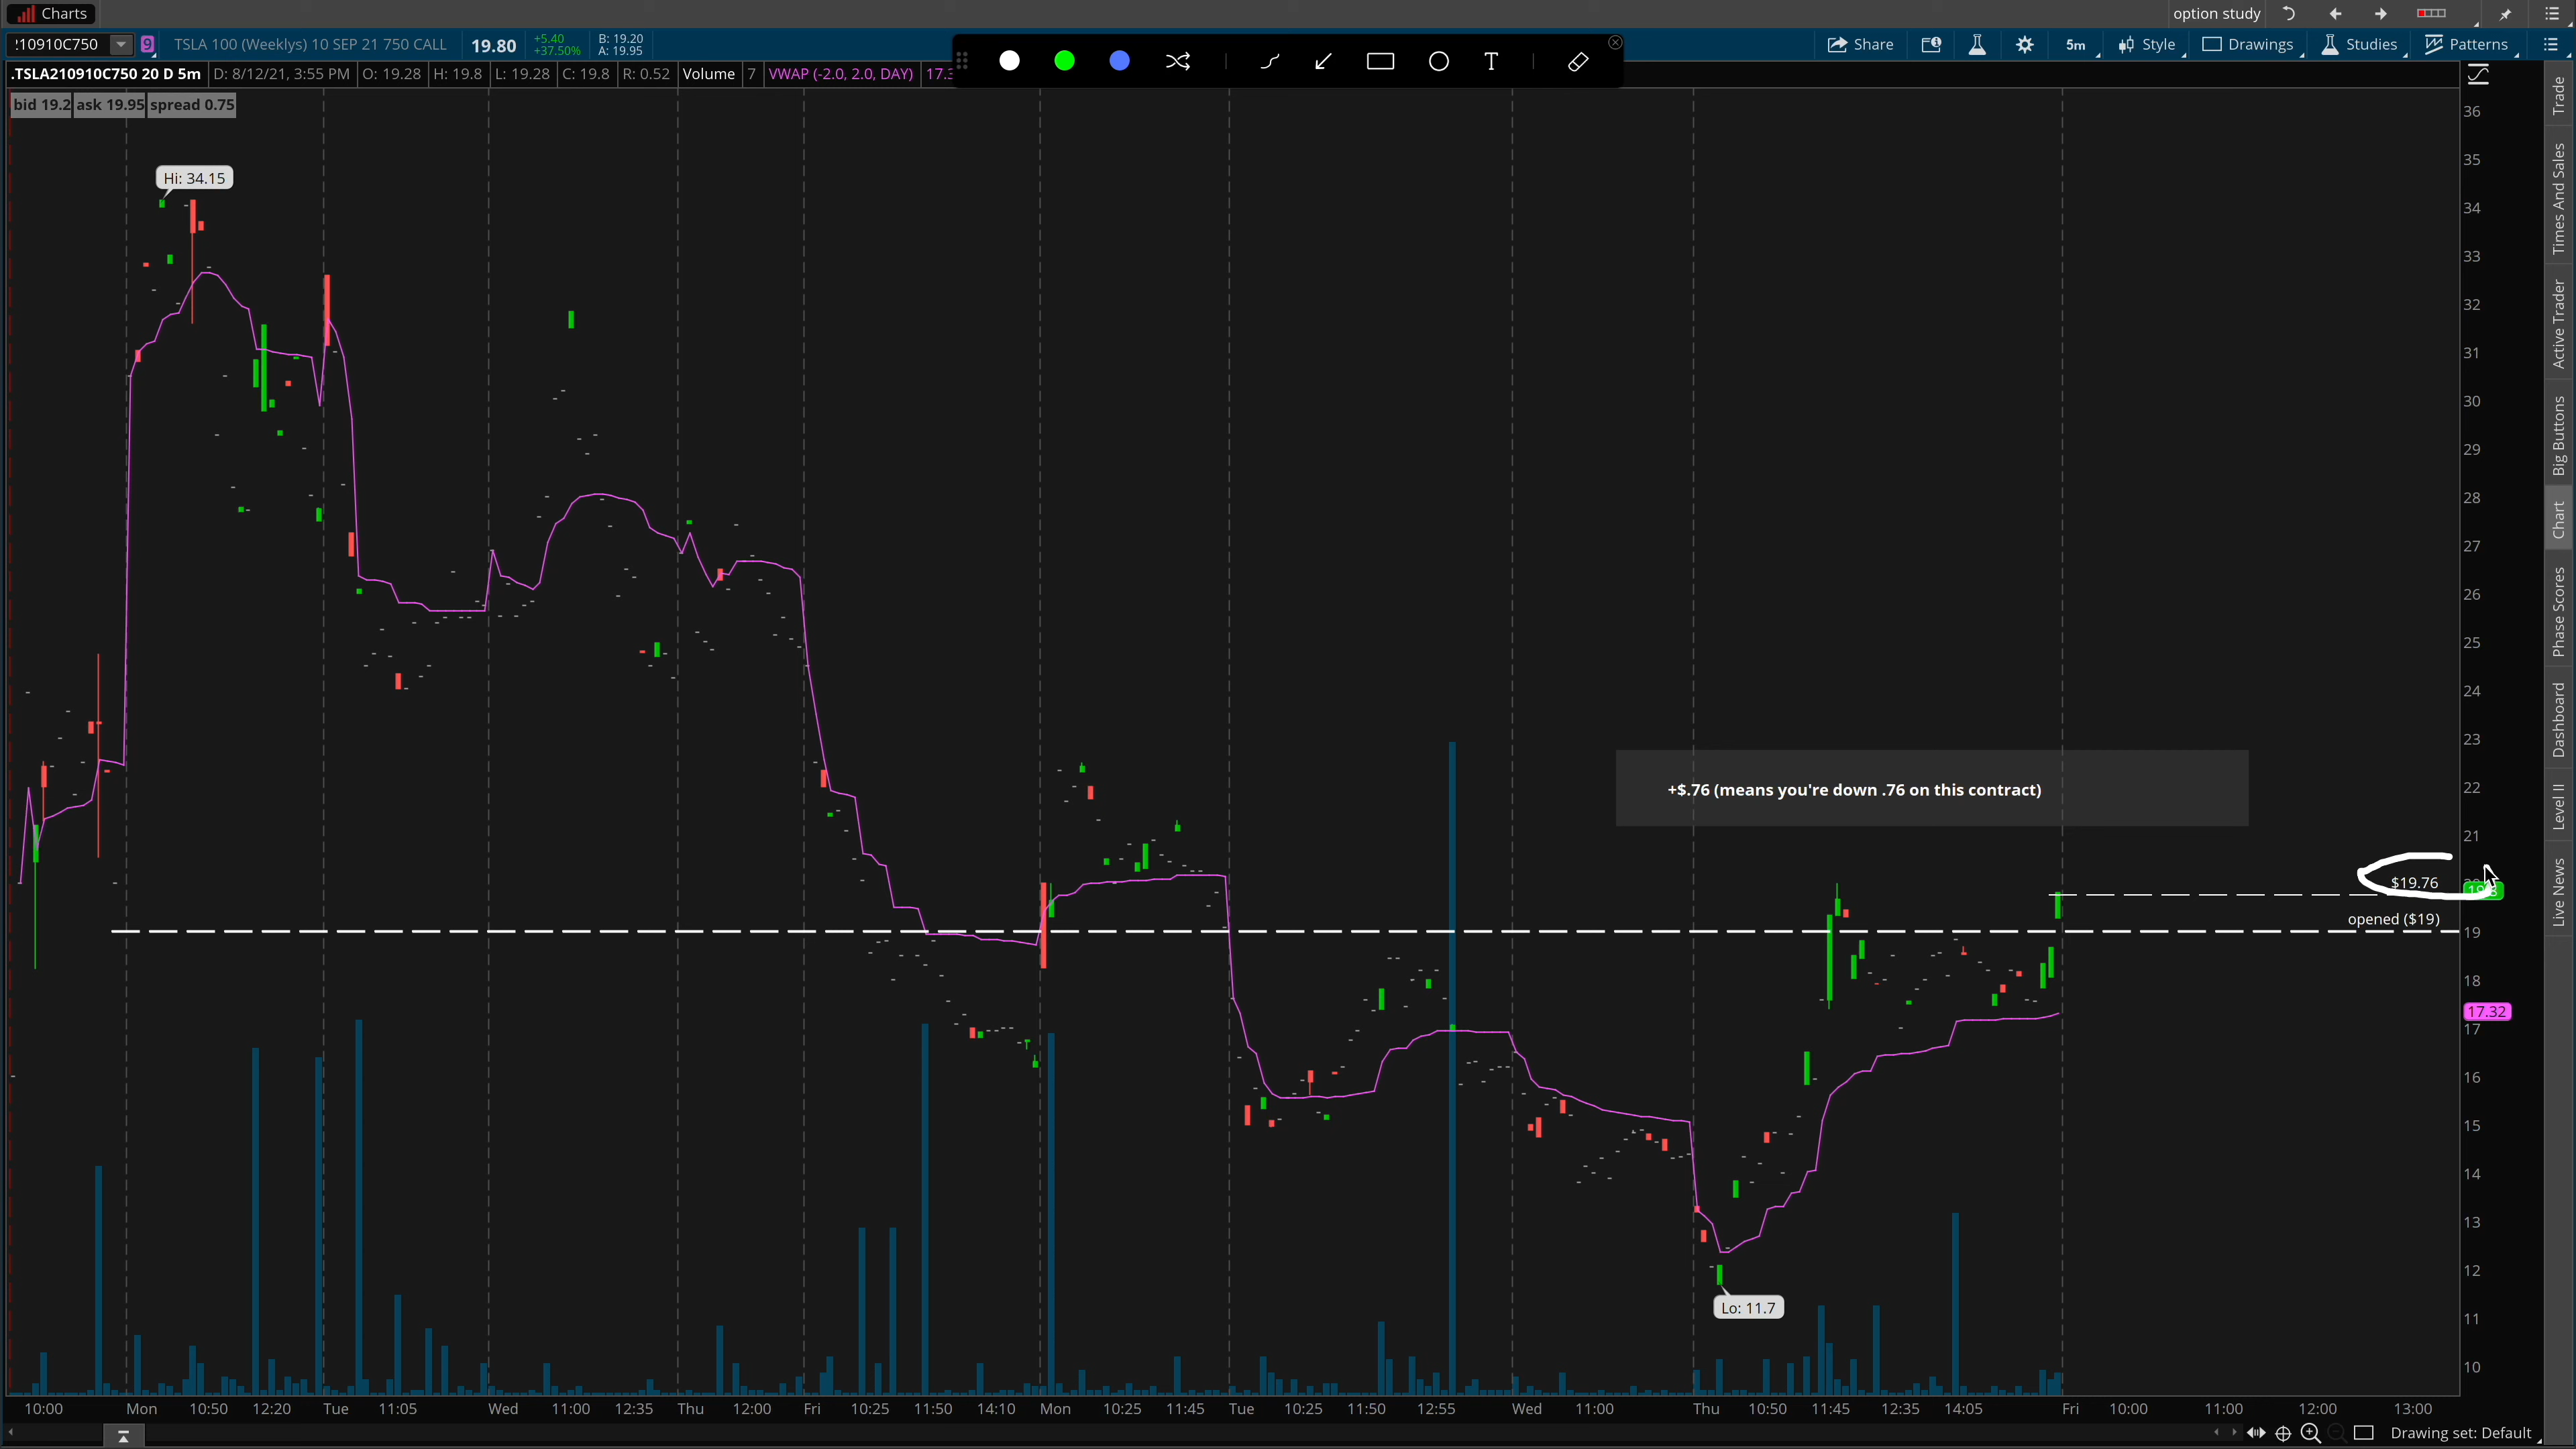 Charts
option study
!10910C750
9
TSLA 100 (Weeklys) 10 SEP 21 750 CALL
19.80
+5.40
+37.50%
B: 19.20
A: 19.95
Share
5m
Style
Drawings
Studies
Patterns
.TSLA210910C750 20 D 5m
D: 8/12/21, 3:55 PM
O: 19.28
H: 19.8
L: 19.28
C: 19.8
R: 0.52
Volume
7
VWAP (-2.0, 2.0, DAY)
T
bid 19.2
ask 19.95
spread 0.75
Hi: 34.15
+$.76 (means you're down .76 on this contract)
$19.76
opened ($19)
17.32
Lo: 11.7
36
35
34
33
32
31
30
29
28
27
26
25
24
23
22
21
19
18
17
16
15
14
13
12
11
10
Trade
Times And Sales
Active Trader
Big Buttons
Chart
Phase Scores
Dashboard
Level II
Live News
10:00 Mon 10:50 12:20 Tue 11:05 Wed 11:00 12:35 Thu 12:00 Fri 10:25 11:50 14:10 Mon 10:25 11:45 Tue 10:25 11:50 12:55 Wed 11:00 Thu 10:50 11:45 12:35 14:05 Fri 10:00 11:00 12:00 13:00
Drawing set: Default